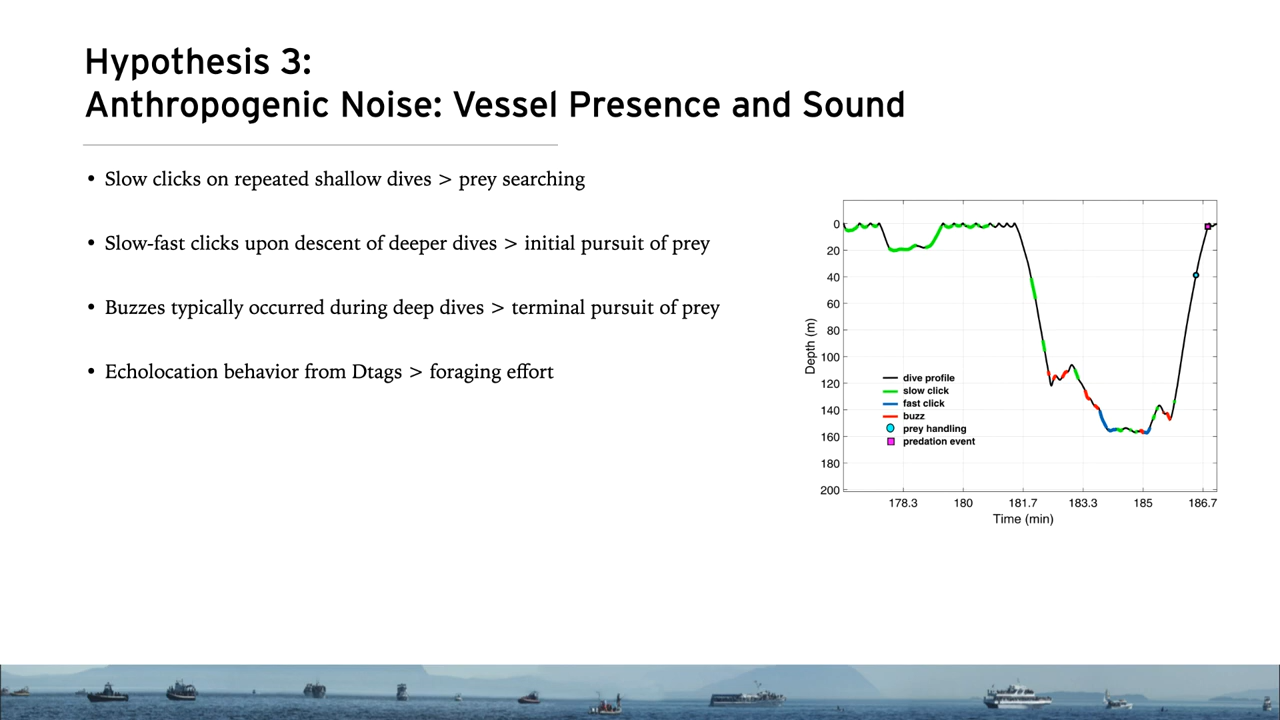 Hypothesis 3:
Anthropogenic Noise: Vessel Presence and Sound
• Slow clicks on repeated shallow dives > prey searching
• Slow-fast clicks upon descent of deeper dives > initial pursuit of prey
• Buzzes typically occurred during deep dives > terminal pursuit of prey
• Echolocation behavior from Dtags > foraging effort
Depth (m)
0
20
40
60
80
100
120
140
160
180
200
dive profile
slow click
fast click
buzz
prey handling
predation event
178.3 180 181.7 183.3 185 186.7
Time (min)